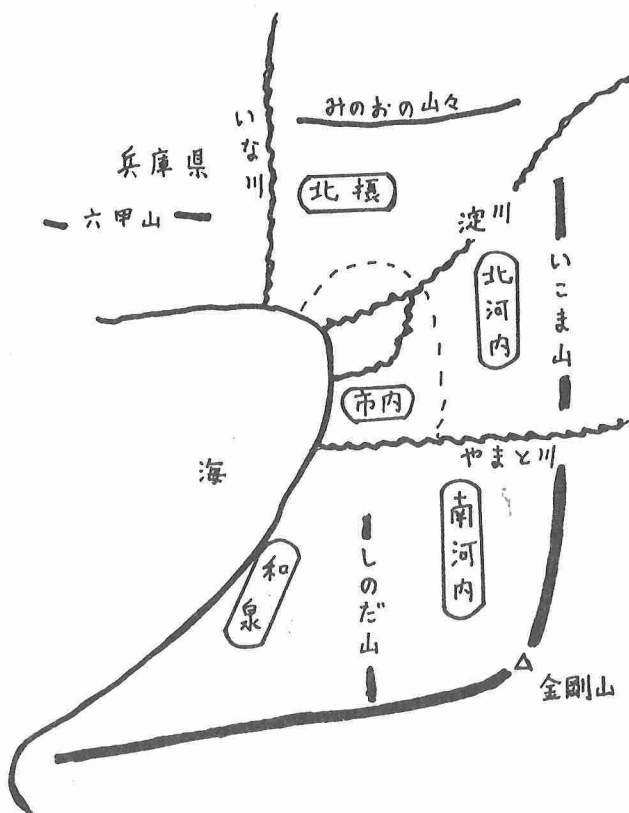 みのおの山々
いな川
兵庫県
六甲山
北摂
淀川
北河内
いこま山
市内
やまと川
海
南河内
しのだ山
和泉
金剛山